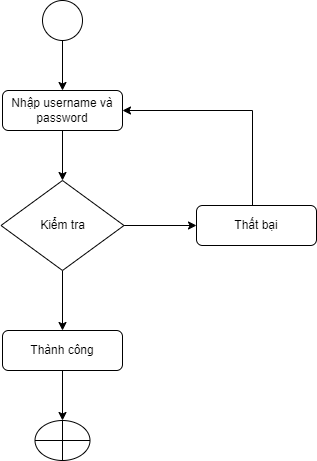 Nhập username và
password
Kiểm tra
Thất bại
Thành công